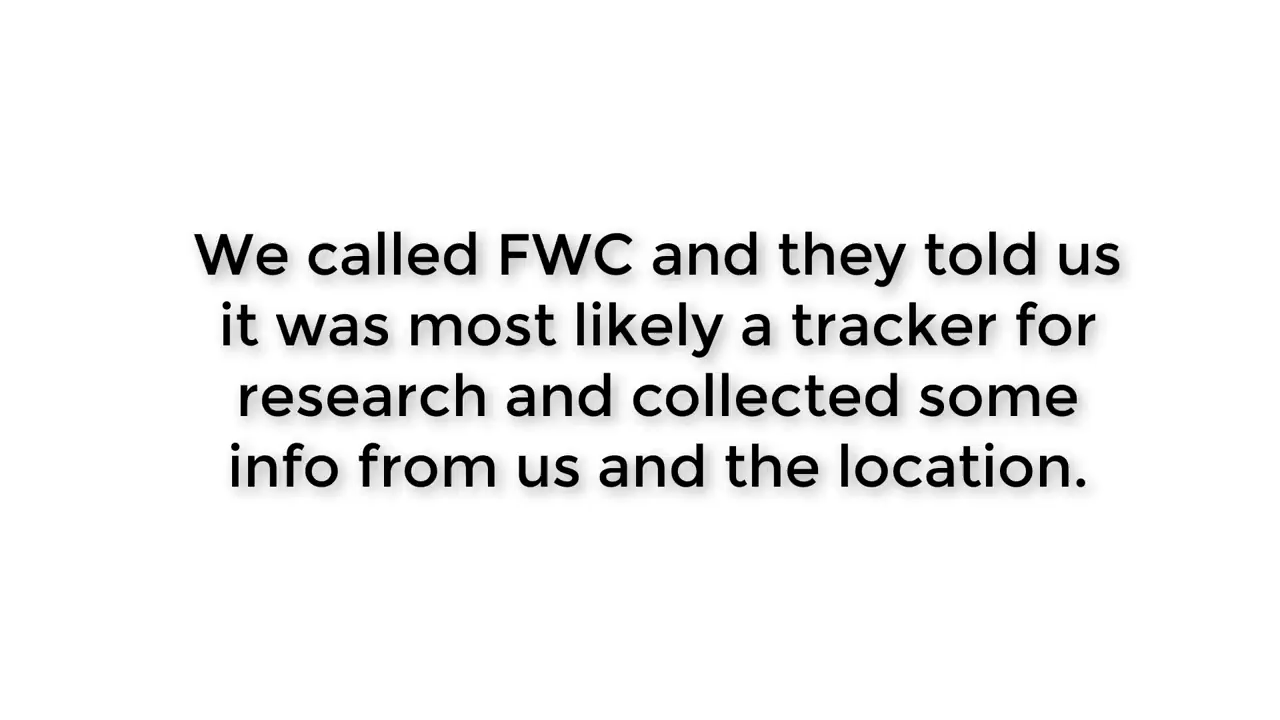 We called FWC and they told us
it was most likely a tracker for
research and collected some
info from us and the location.